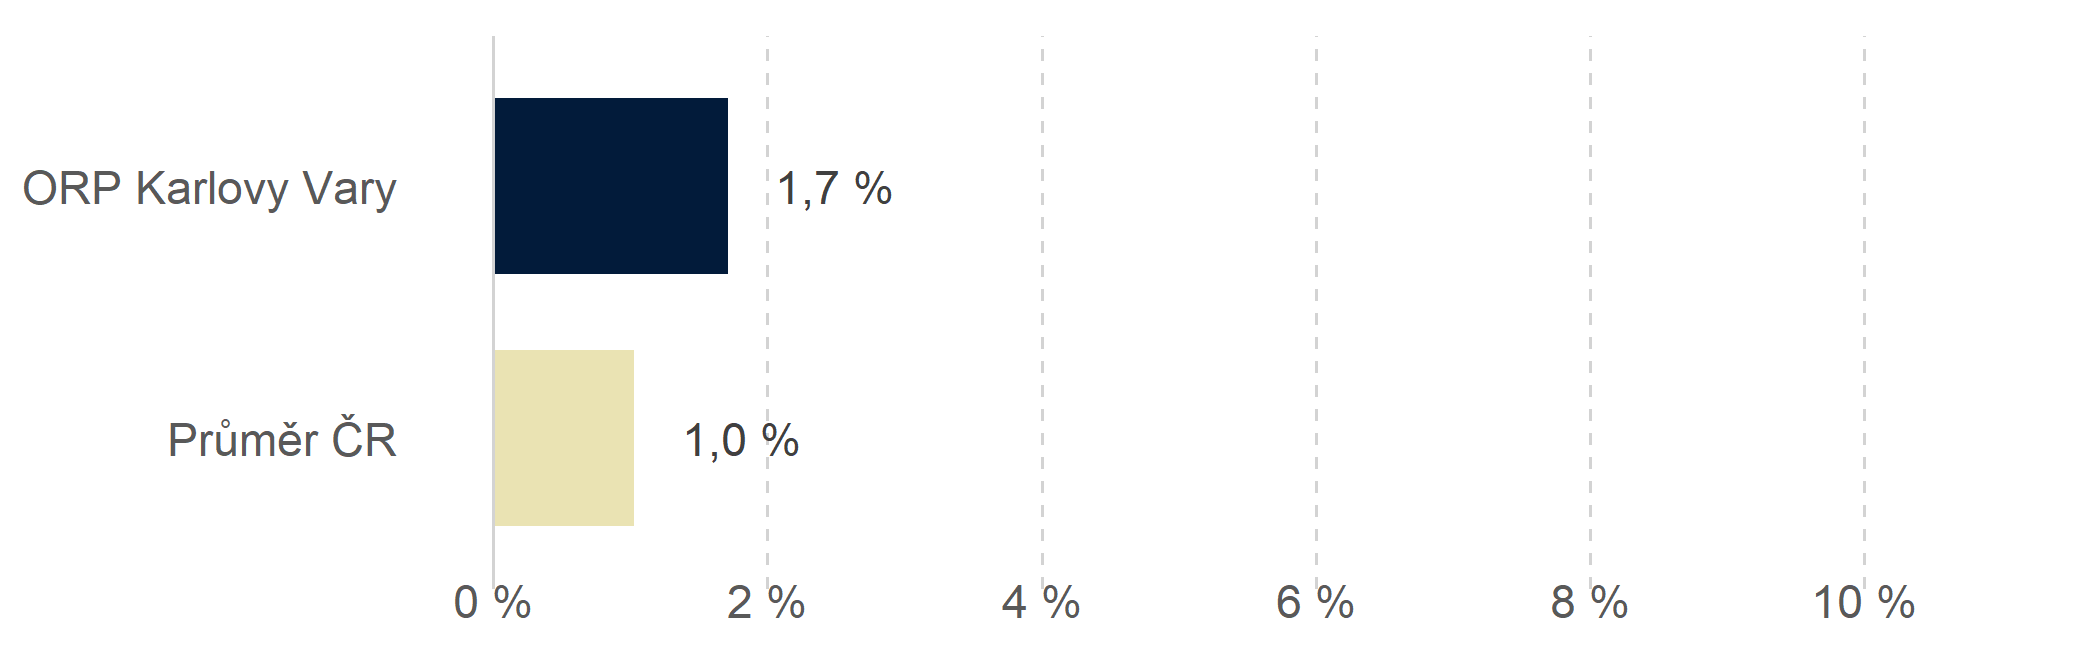 ORP Karlovy Vary 1,7 %
Průměr ČR 1,0 %
0 % 2 % 4 % 6 % 8 % 10 %